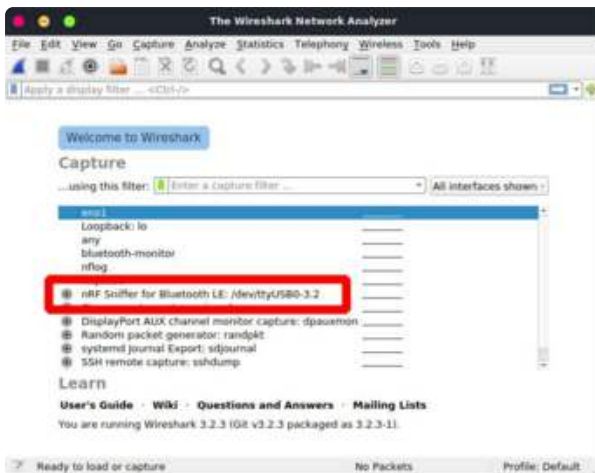 The Wireshark Network Analyzer
File Edit View Go Capture Analyze Statistics Telephony Wireless Tools Help
Apply a display filter ... <Ctrl-/>
Welcome to Wireshark
Capture
...using this filter: Enter a capture filter ... All interfaces shown
Loopback: lo
any
bluetooth-monitor
nflog
nRF Sniffer for Bluetooth LE: /dev/ttyUSB0-3.2
DisplayPort AUX channel monitor capture: dpauxmon
Random packet generator: randpkt
systemd Journal Export: sdjournal
SSH remote capture: sshdump
Learn
User's Guide · Wiki · Questions and Answers · Mailing Lists
You are running Wireshark 3.2.3 (Git v3.2.3 packaged as 3.2.3-1).
Ready to load or capture No Packets Profile: Default